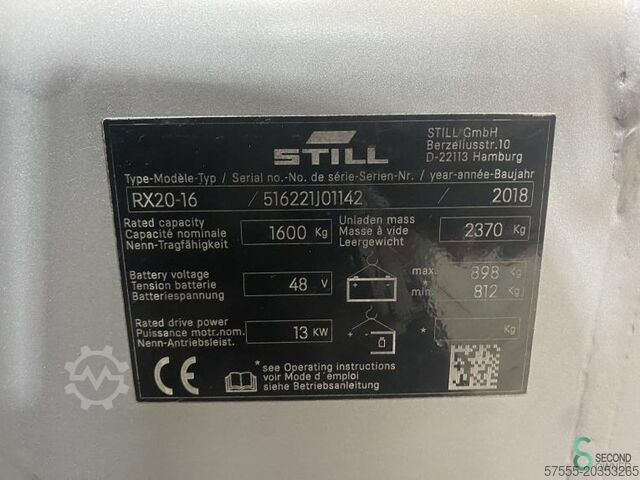 STILL
STILL GmbH
Berzeliusstr.10
D-22113 Hamburg
Type-Modèle-Typ / Serial no.-No. de série-Serien-Nr. / year-année-Baujahr
RX20-16 / 516221J01142 / 2018
Rated capacity
Capacité nominale
Nenn-Tragfähigkeit
1600 Kg
Unladen mass
Masse à vide
Leergewicht
2370 Kg
Battery voltage
Tension batterie
Batteriespannung
48 V
max. 898 Kg
*
min. 812 Kg
Rated drive power
Puissance motr.nom.
Nenn-Antriebsleist.
13 KW
* Kg
CE
*see Operating instructions
voir Mode d´emploi
siehe Betriebsanleitung
SECOND
57555-20353265